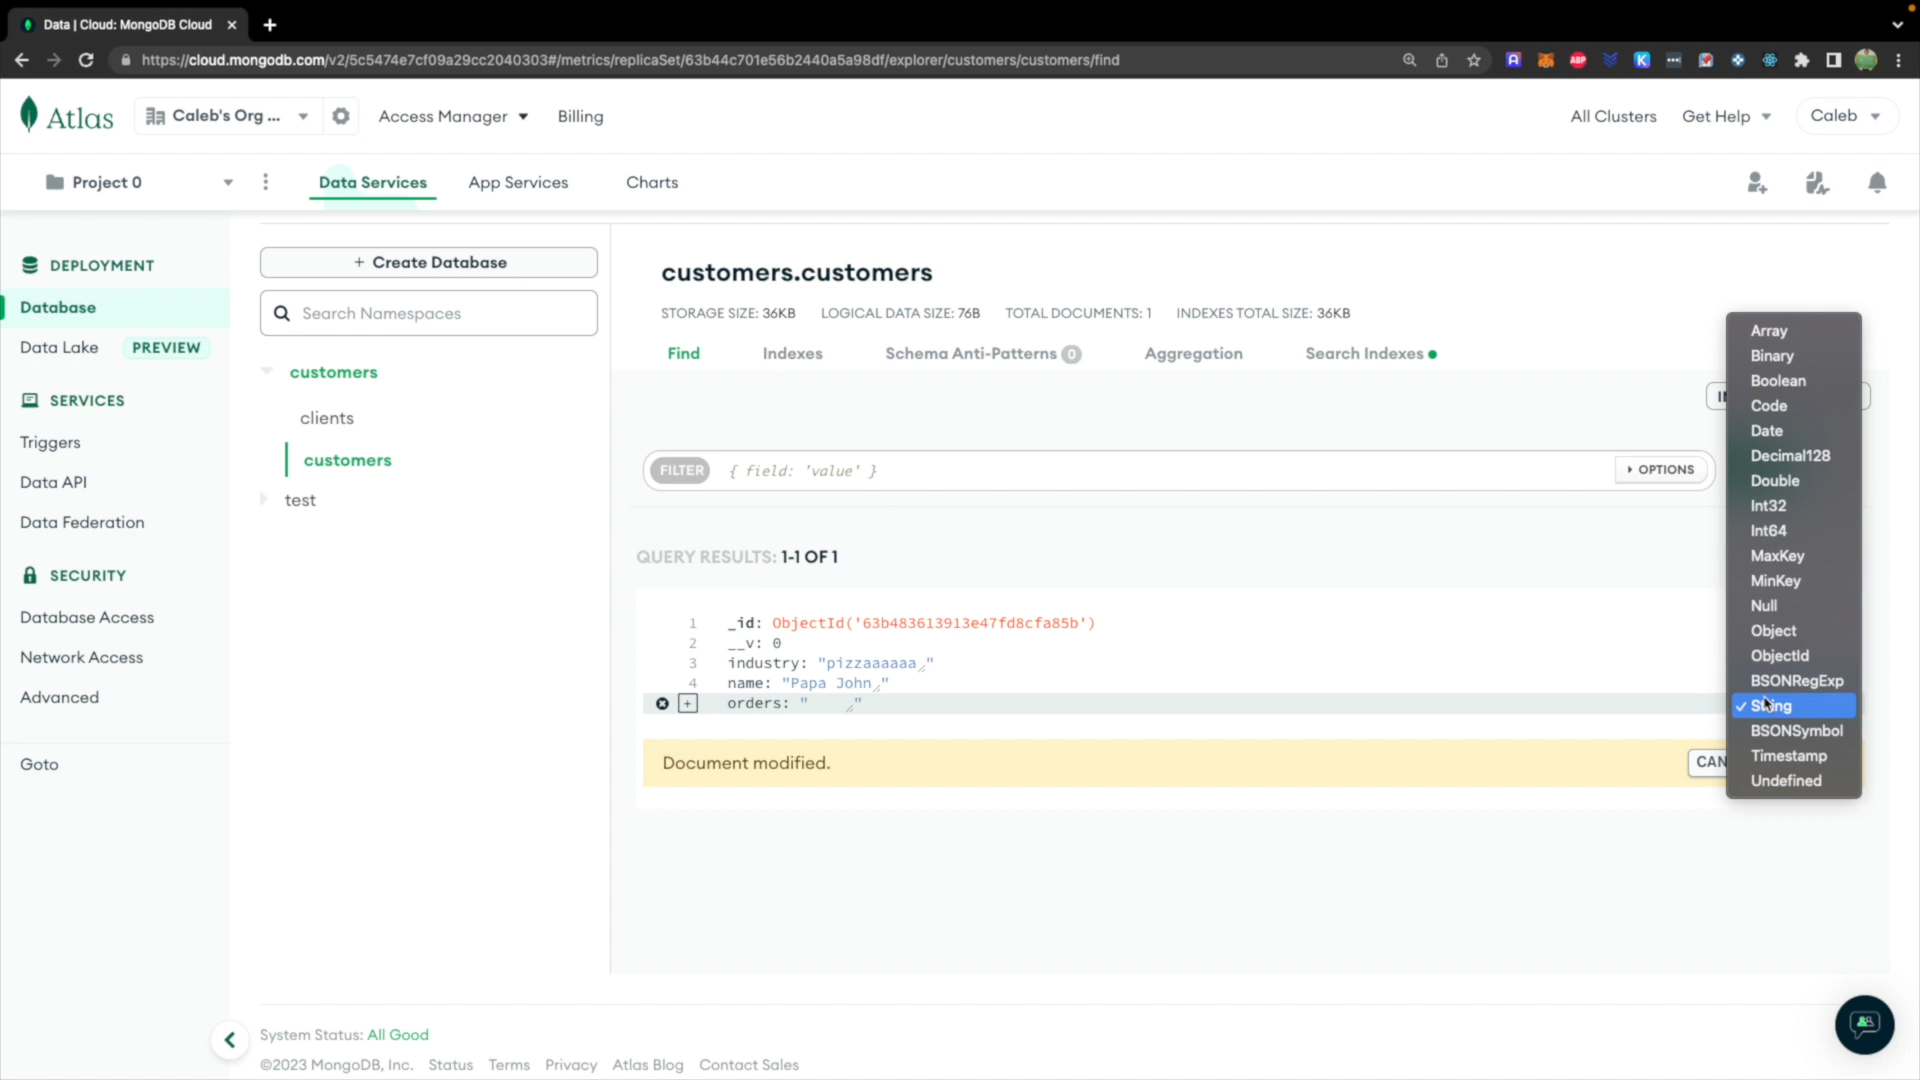 Data | Cloud: MongoDB Cloud
https://cloud.mongodb.com/v2/5c5474e7cf09a29cc2040303#/metrics/replicaSet/63b44c701e56b2440a5a98df/explorer/customers/customers/find
Atlas
Caleb's Org ...
Access Manager
Billing
All Clusters
Get Help
Caleb
Project 0
Data Services
App Services
Charts
DEPLOYMENT
Database
Data Lake
PREVIEW
SERVICES
Triggers
Data API
Data Federation
SECURITY
Database Access
Network Access
Advanced
Goto
+ Create Database
Search Namespaces
customers
clients
customers
test
customers.customers
STORAGE SIZE: 36KB
LOGICAL DATA SIZE: 76B
TOTAL DOCUMENTS: 1
INDEXES TOTAL SIZE: 36KB
Find
Indexes
Schema Anti-Patterns 0
Aggregation
Search Indexes
FILTER
{ field: 'value' }
OPTIONS
QUERY RESULTS: 1-1 OF 1
1 _id: ObjectId('63b483613913e47fd8cfa85b')
2 __v: 0
3 industry: "pizzaaaaaa"
4 name: "Papa John"
orders: " "
Document modified.
CAN
Array
Binary
Boolean
Code
Date
Decimal128
Double
Int32
Int64
MaxKey
MinKey
Null
Object
ObjectId
BSONRegExp
String
BSONSymbol
Timestamp
Undefined
System Status: All Good
©2023 MongoDB, Inc.
Status
Terms
Privacy
Atlas Blog
Contact Sales